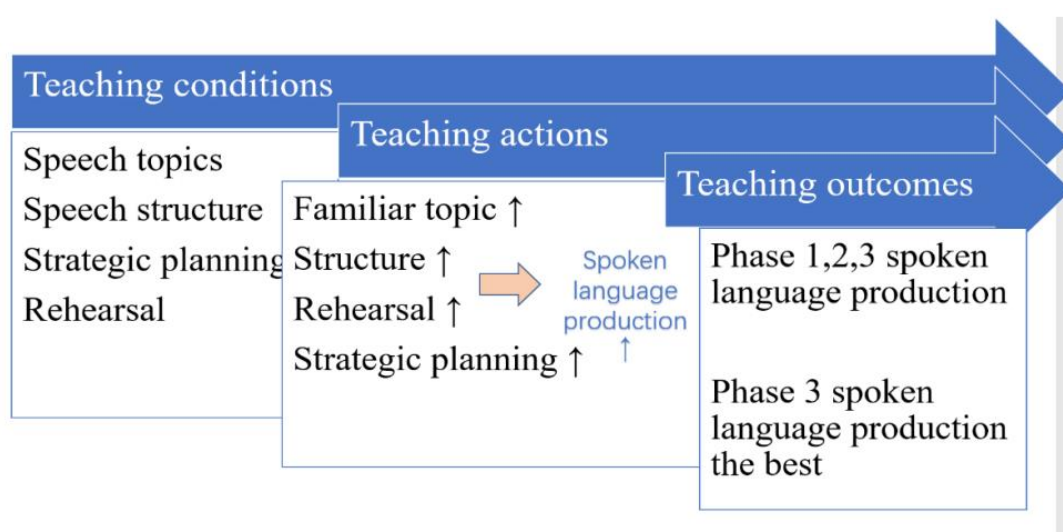 Teaching conditions
Speech topics
Speech structure
Strategic planning
Rehearsal
Teaching actions
Familiar topic ↑
Structure ↑
Rehearsal ↑
Strategic planning ↑
Spoken
language
production
↑
Teaching outcomes
Phase 1,2,3 spoken
language production
Phase 3 spoken
language production
the best